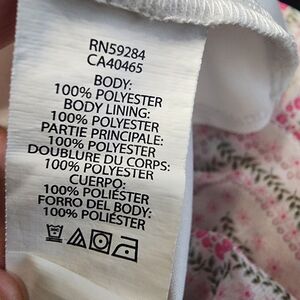 RN59284
CA40465
BODY:
100% POLYESTER
BODY LINING:
100% POLYESTER
PARTIE PRINCIPALE:
100% POLYESTER
DOUBLURE DU CORPS:
100% POLYESTER
CUERPO:
100% POLIÉSTER
FORRO DEL BODY:
100% POLIÉSTER